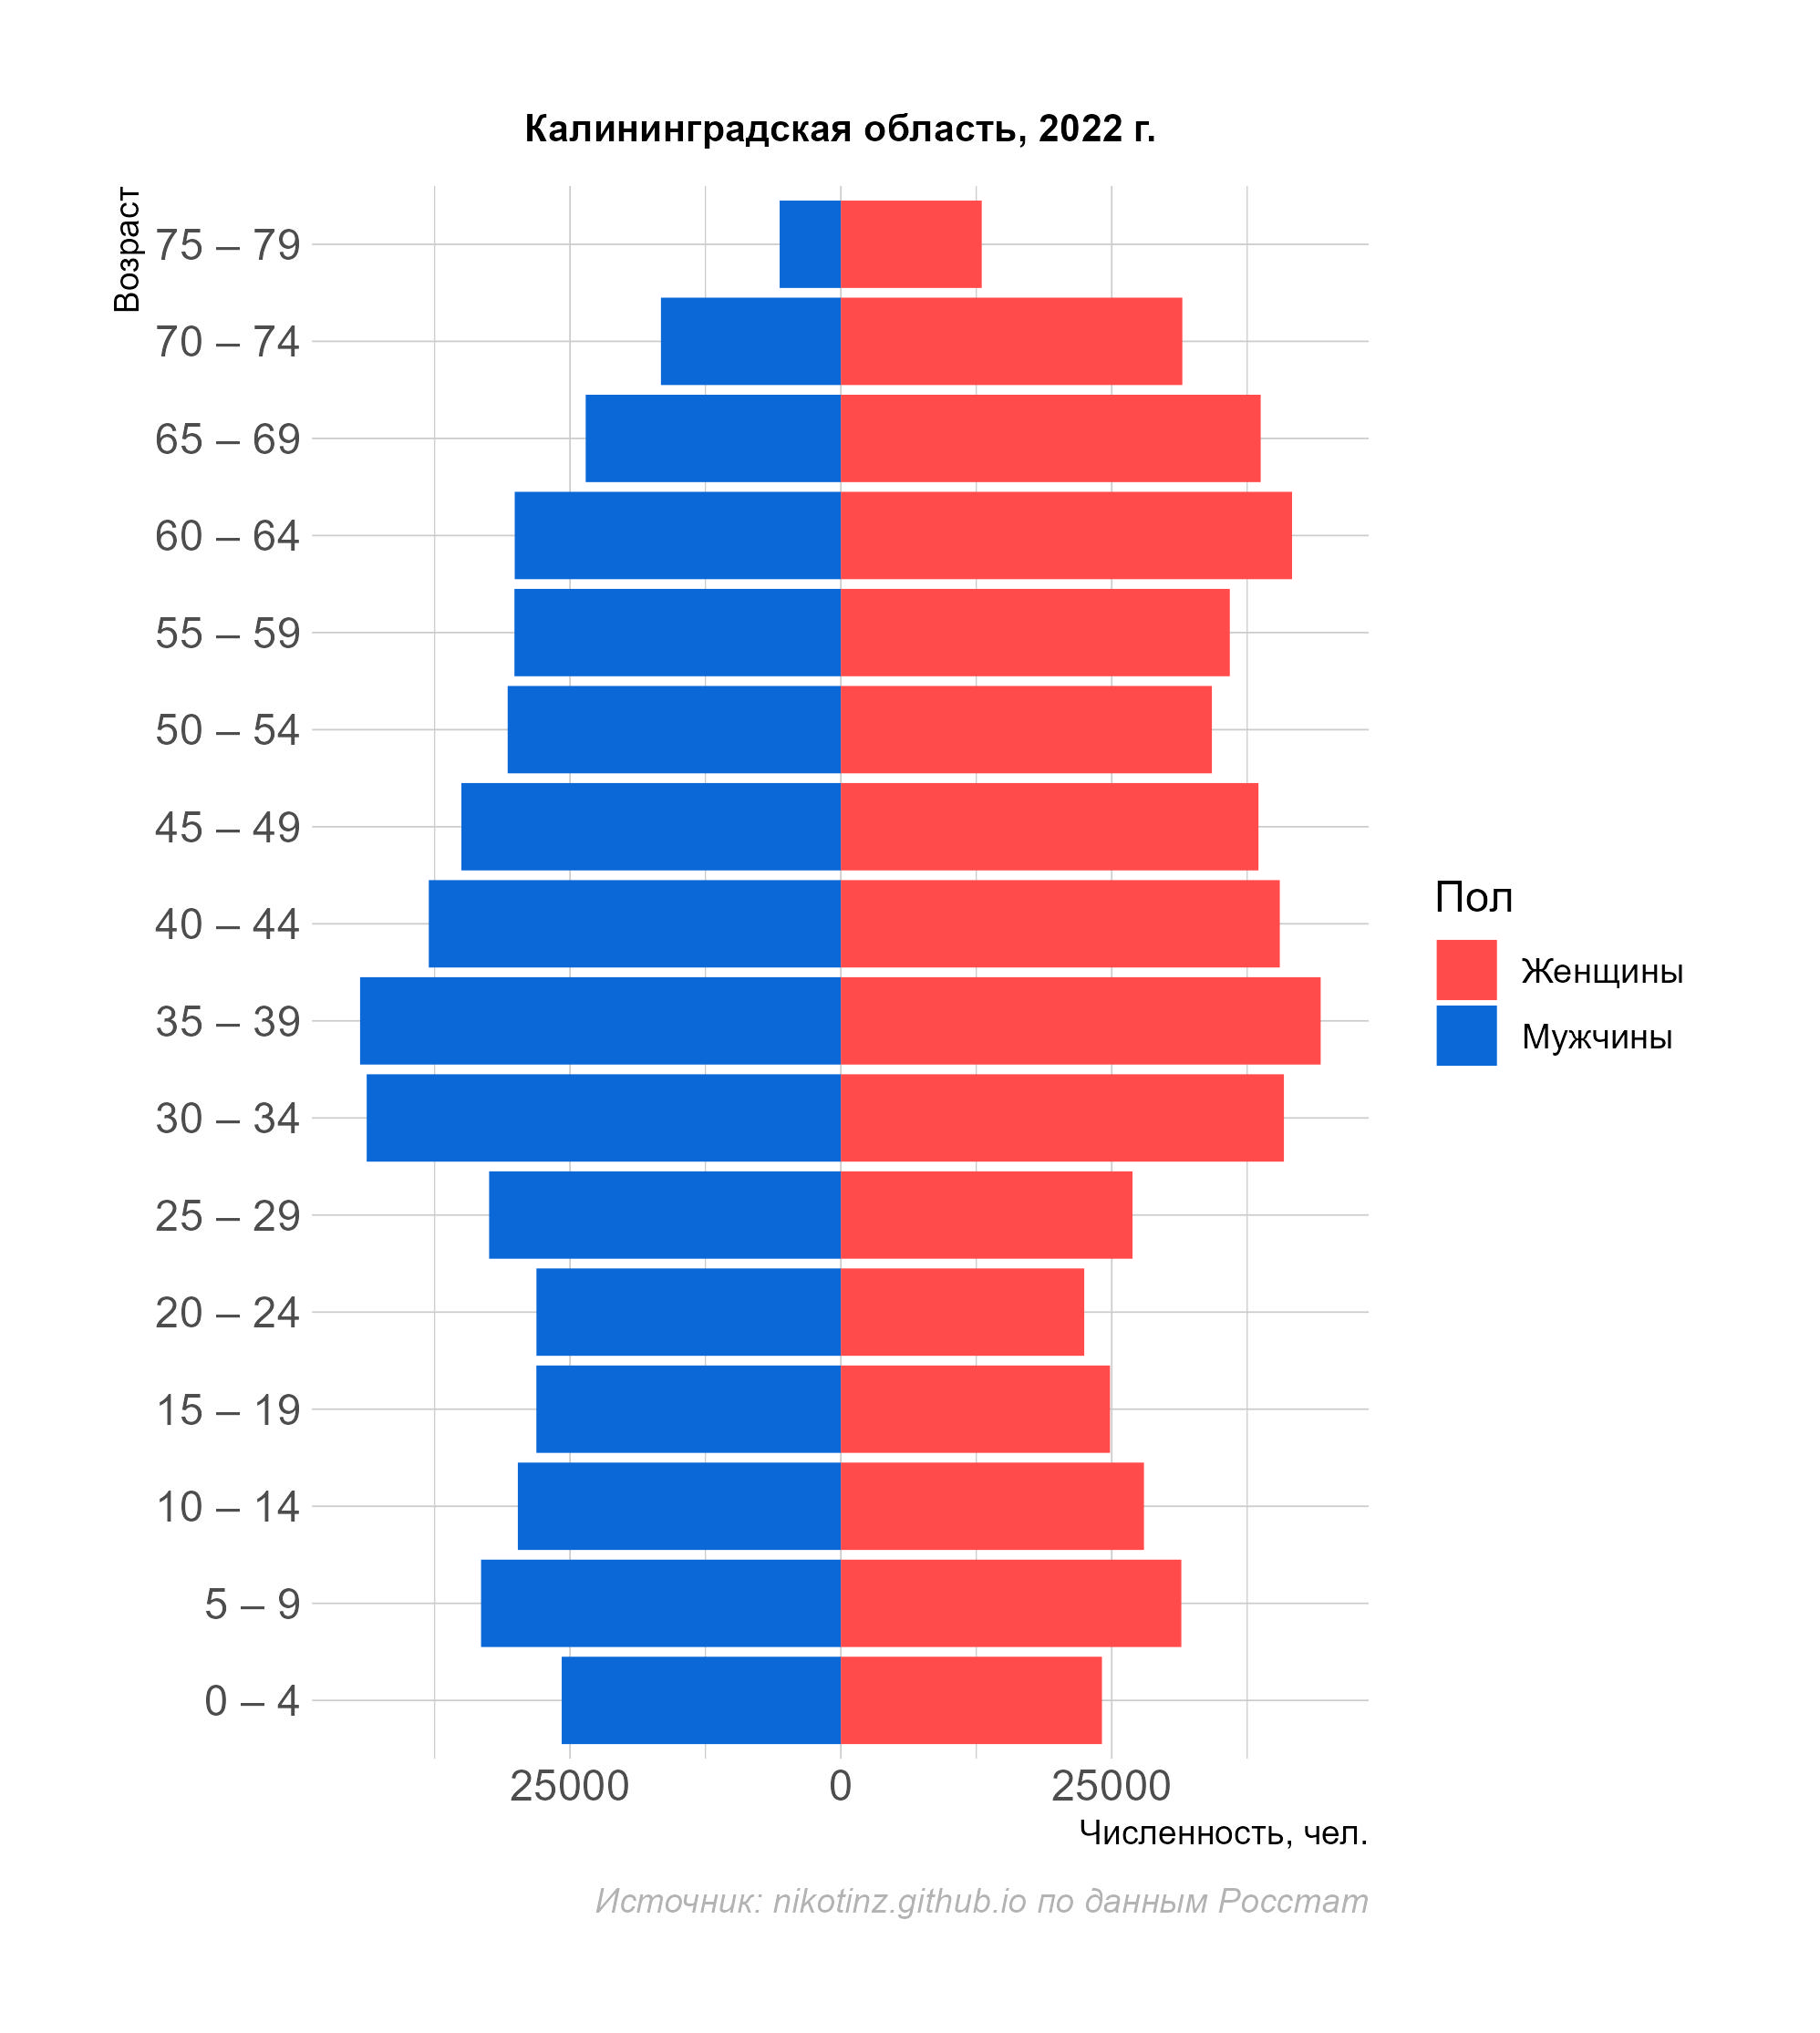 Калининградская область, 2022 г.
Возраст
75 – 79
70 – 74
65 – 69
60 – 64
55 – 59
50 – 54
45 – 49
40 – 44
35 – 39
30 – 34
25 – 29
20 – 24
15 – 19
10 – 14
5 – 9
0 – 4
25000 0 25000
Численность, чел.
Пол
Женщины
Мужчины
Источник: nikotinz.github.io по данным Росстат